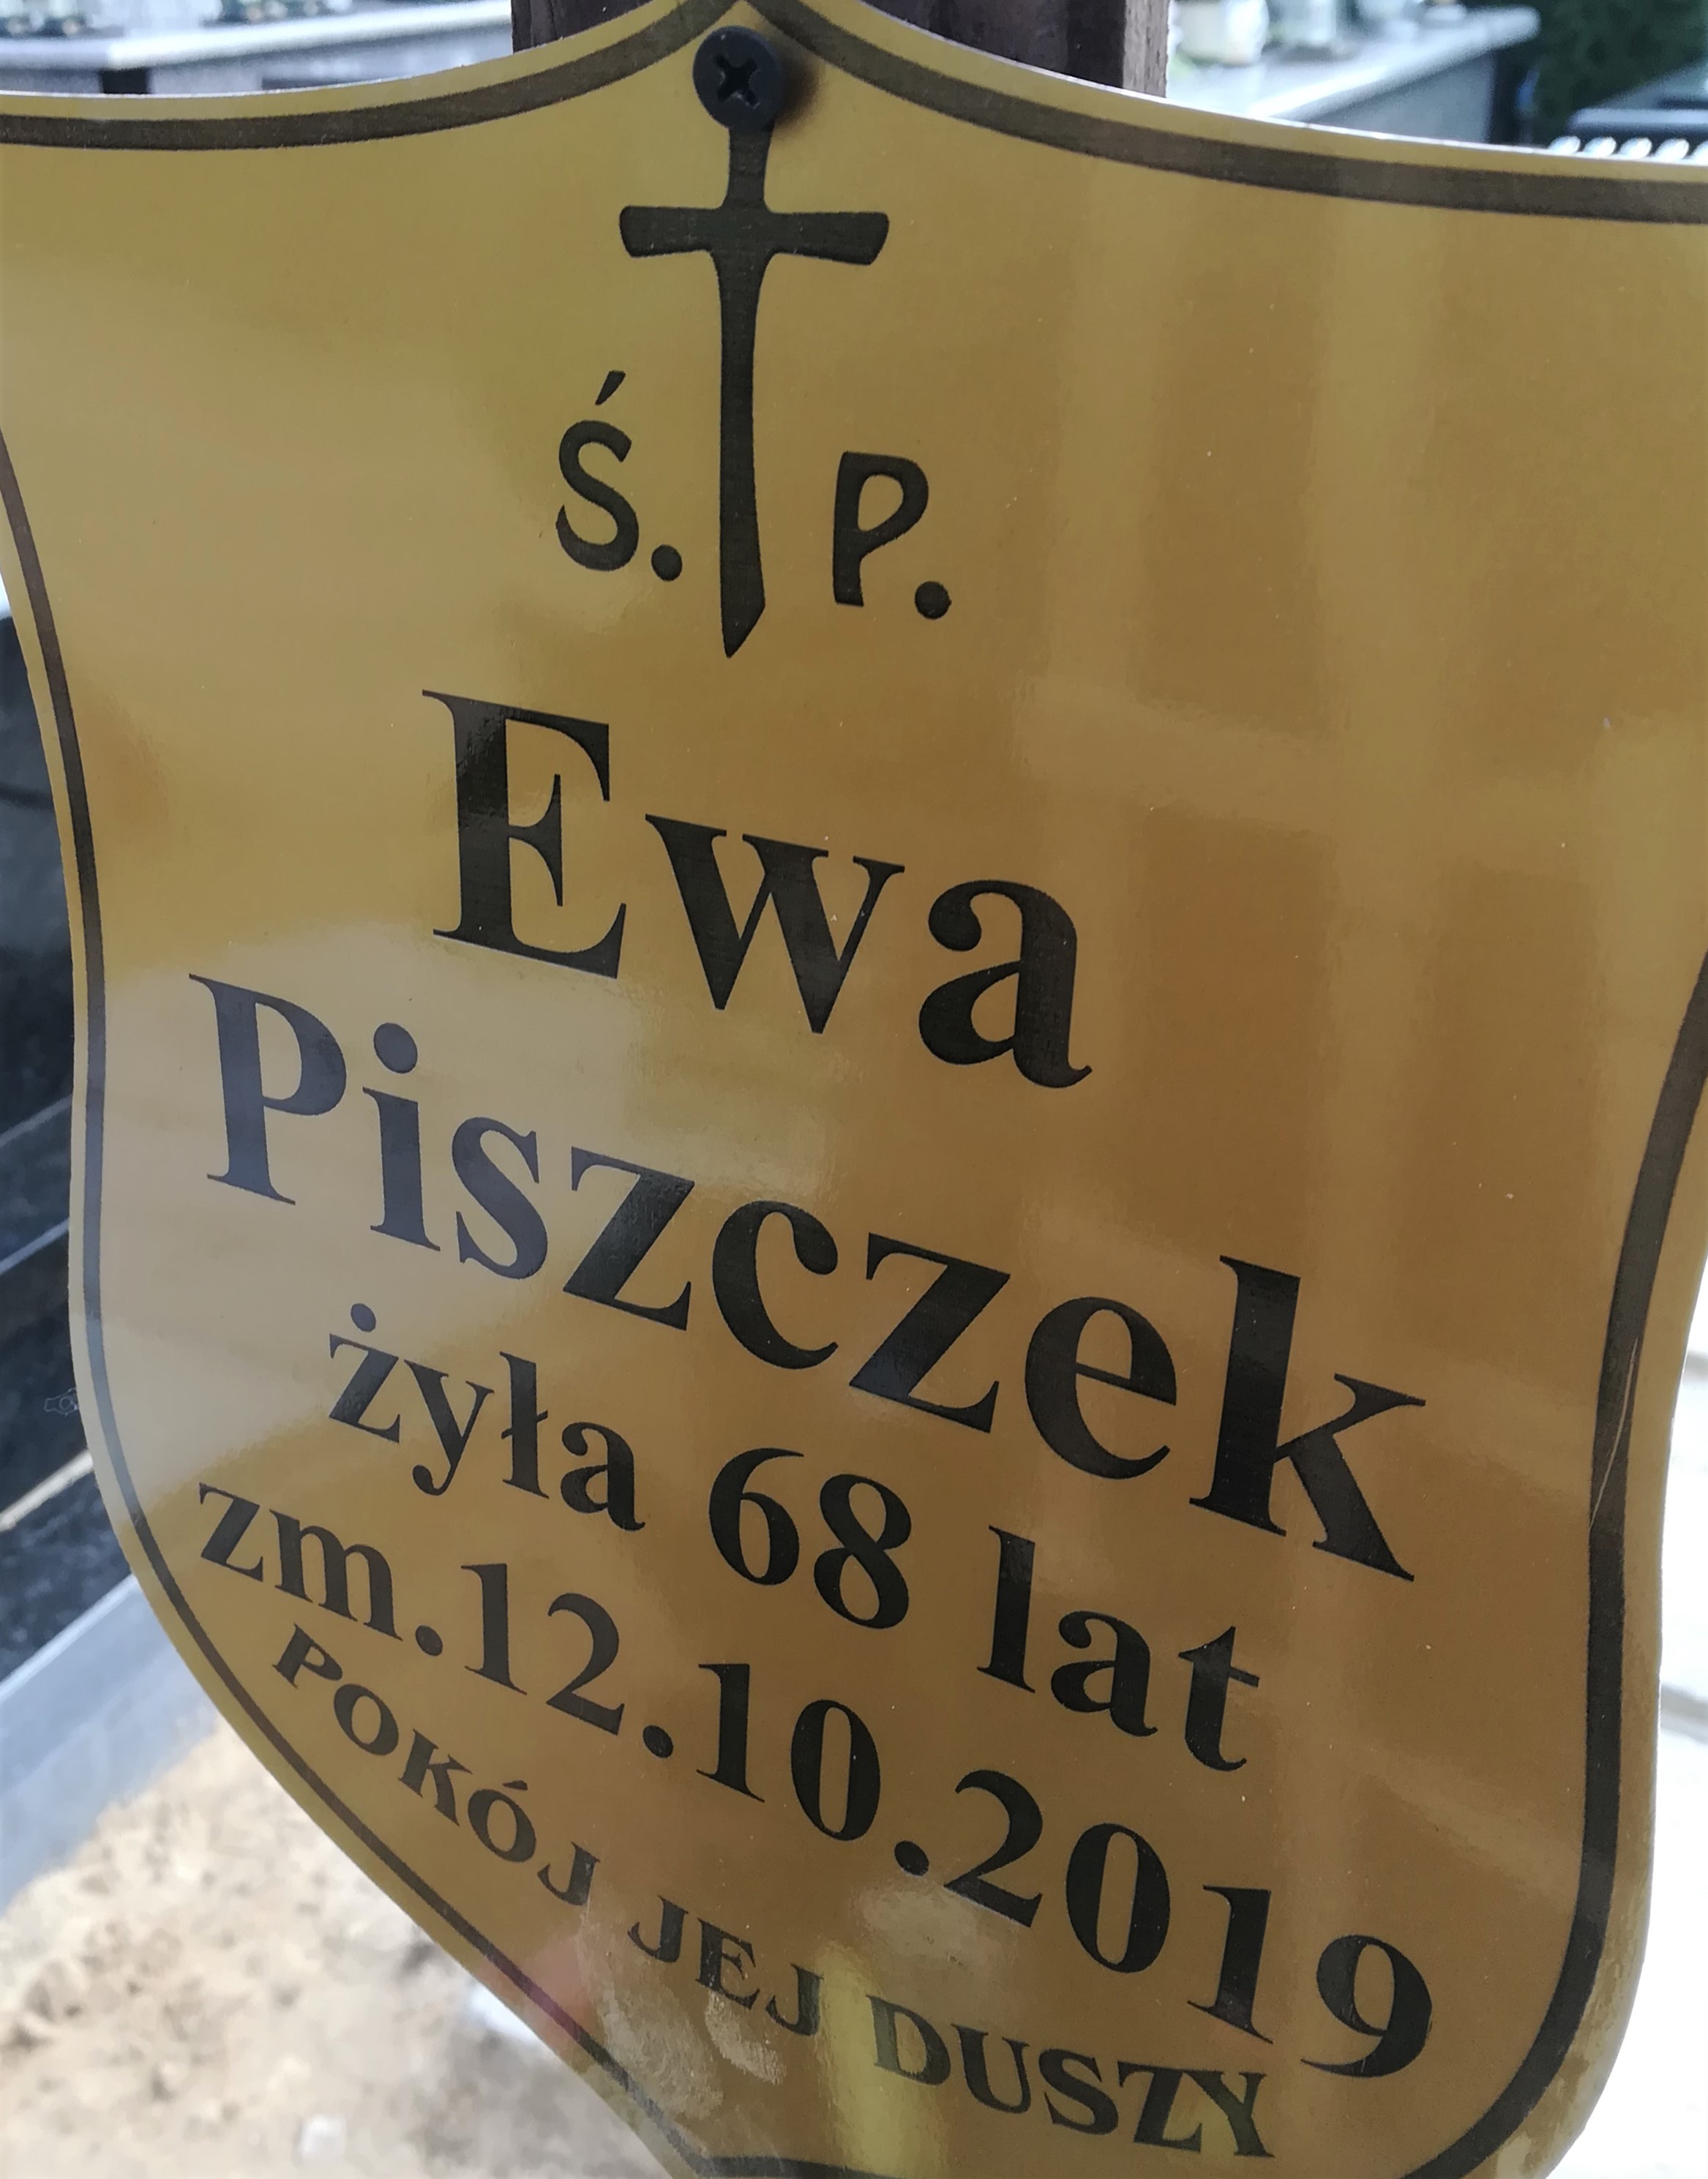 Ś. P.
Ewa
Piszczek
żyła 68 lat
zm.12.10.2019
POKÓJ JEJ DUSZY